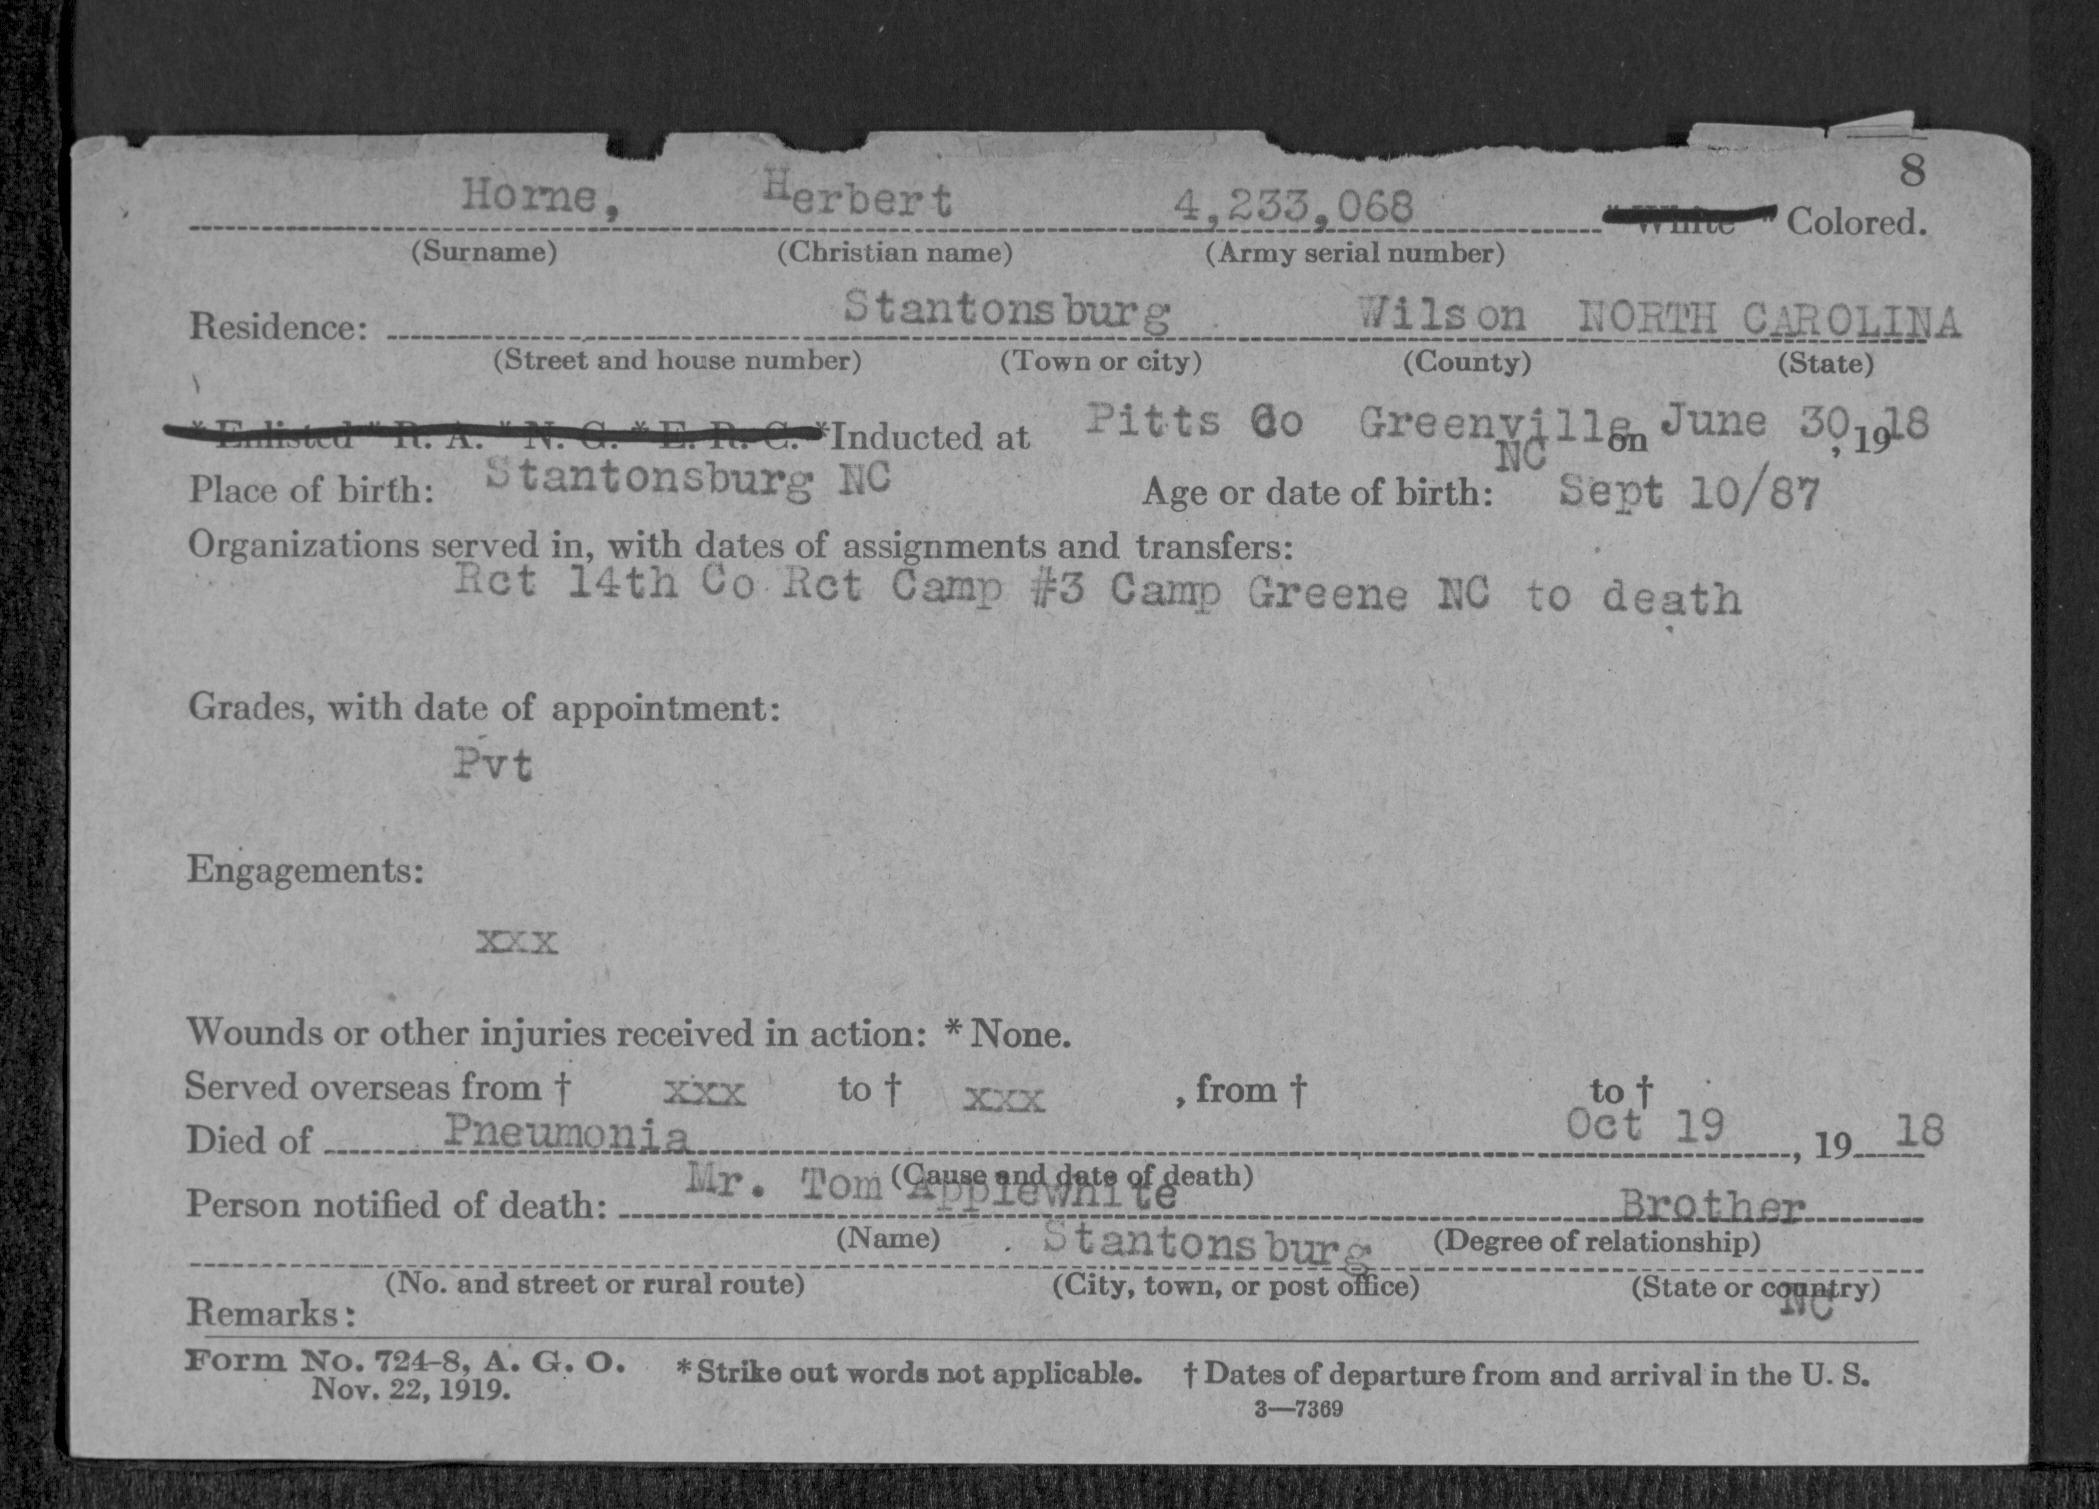 8
Horne, Herbert 4,233,068 * White * Colored.
(Surname) (Christian name) (Army serial number)
Residence: Stantonsburg Wilson NORTH CAROLINA
(Street and house number) (Town or city) (County) (State)
* Enlisted * R. A. * N. G. * E. R. C. *Inducted at Pitts Co Greenville NC on June 30, 1918
Place of birth: Stantonsburg NC Age or date of birth: Sept 10/87
Organizations served in, with dates of assignments and transfers:
Rct 14th Co Rct Camp #3 Camp Greene NC to death
Grades, with date of appointment:
Pvt
Engagements:
xxx
Wounds or other injuries received in action: * None.
Served overseas from † xxx to † xxx , from † to †
Died of Pneumonia Oct 19 , 19 18
(Cause and date of death)
Person notified of death: Mr. Tom Applewhite Brother
(Name) (Degree of relationship)
Stantonsburg NC
(No. and street or rural route) (City, town, or post office) (State or country)
Remarks:
Form No. 724-8, A. G. O. * Strike out words not applicable. † Dates of departure from and arrival in the U. S.
Nov. 22, 1919.
3—7369